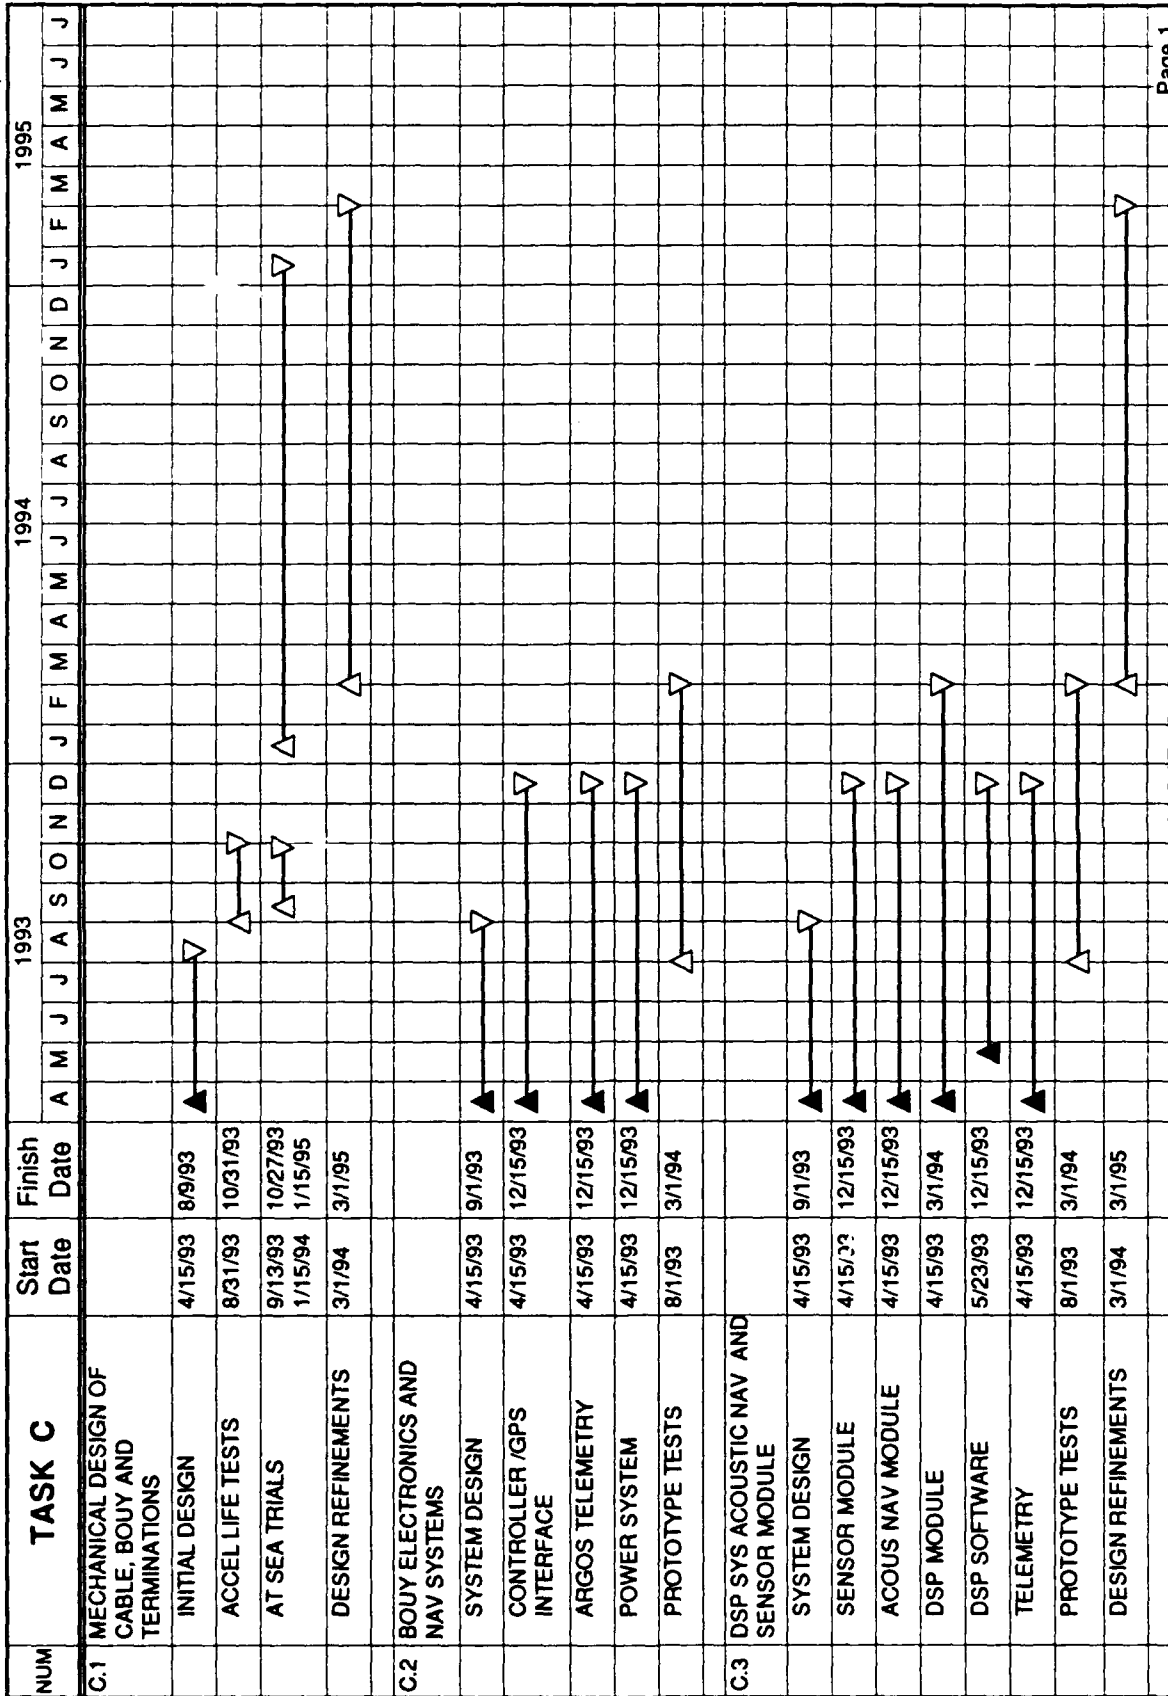 NUM TASK C Start Date Finish Date 1993 1994 1995
A M J J A S O N D J F M A M J J A S O N D J F M A M J J
C.1 MECHANICAL DESIGN OF
CABLE, BOUY AND
TERMINATIONS
INITIAL DESIGN 4/15/93 8/9/93
ACCEL LIFE TESTS 8/31/93 10/31/93
AT SEA TRIALS 9/13/93 10/27/93
1/15/94 1/15/95
DESIGN REFINEMENTS 3/1/94 3/1/95
C.2 BOUY ELECTRONICS AND
NAV SYSTEMS
SYSTEM DESIGN 4/15/93 9/1/93
CONTROLLER /GPS 4/15/93 12/15/93
INTERFACE
ARGOS TELEMETRY 4/15/93 12/15/93
POWER SYSTEM 4/15/93 12/15/93
PROTOTYPE TESTS 8/1/93 3/1/94
C.3 DSP SYS ACOUSTIC NAV AND
SENSOR MODULE
SYSTEM DESIGN 4/15/93 9/1/93
SENSOR MODULE 12/15/93
ACOUS NAV MODULE 4/15/93 12/15/93
DSP MODULE 4/15/93 3/1/94
DSP SOFTWARE 5/23/93 12/15/93
TELEMETRY 4/15/93 12/15/93
PROTOTYPE TESTS 8/1/93 3/1/94
DESIGN REFINEMENTS 3/1/94 3/1/95
Page 1